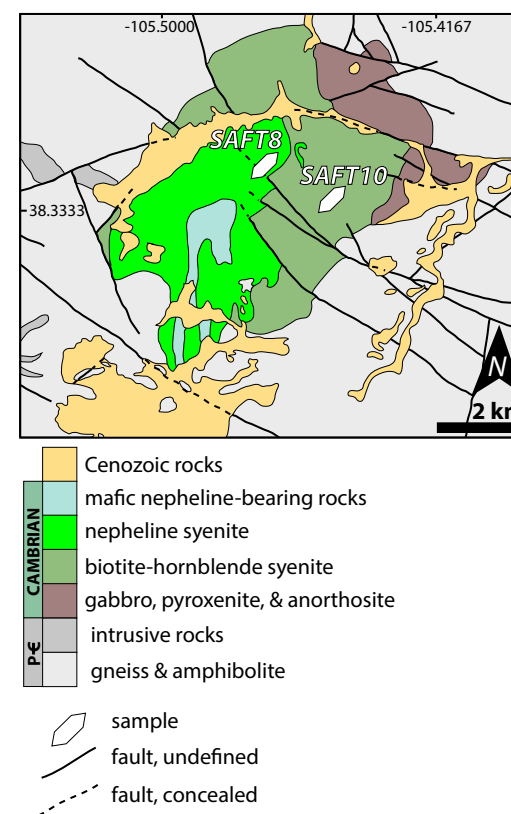 -105.5000
-105.4167
SAFT8
SAFT10
38.3333
N
2 km
Cenozoic rocks
CAMBRIAN
mafic nepheline-bearing rocks
nepheline syenite
biotite-hornblende syenite
gabbro, pyroxenite, & anorthosite
P-Є
intrusive rocks
gneiss & amphibolite
sample
fault, undefined
fault, concealed